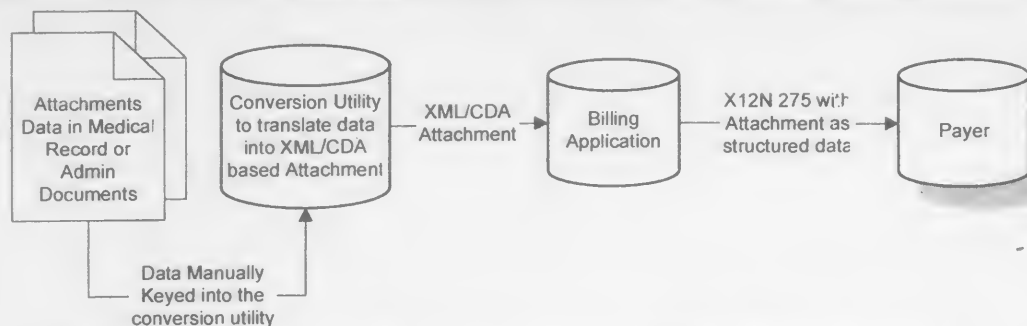 Attachments
Data in Medical
Record or
Admin
Documents
Conversion Utility
to translate data
into XML/CDA
based Attachment
XML/CDA
Attachment
Billing
Application
X12N 275 with
Attachment as
structured data
Payer
Data Manually
Keyed into the
conversion utility